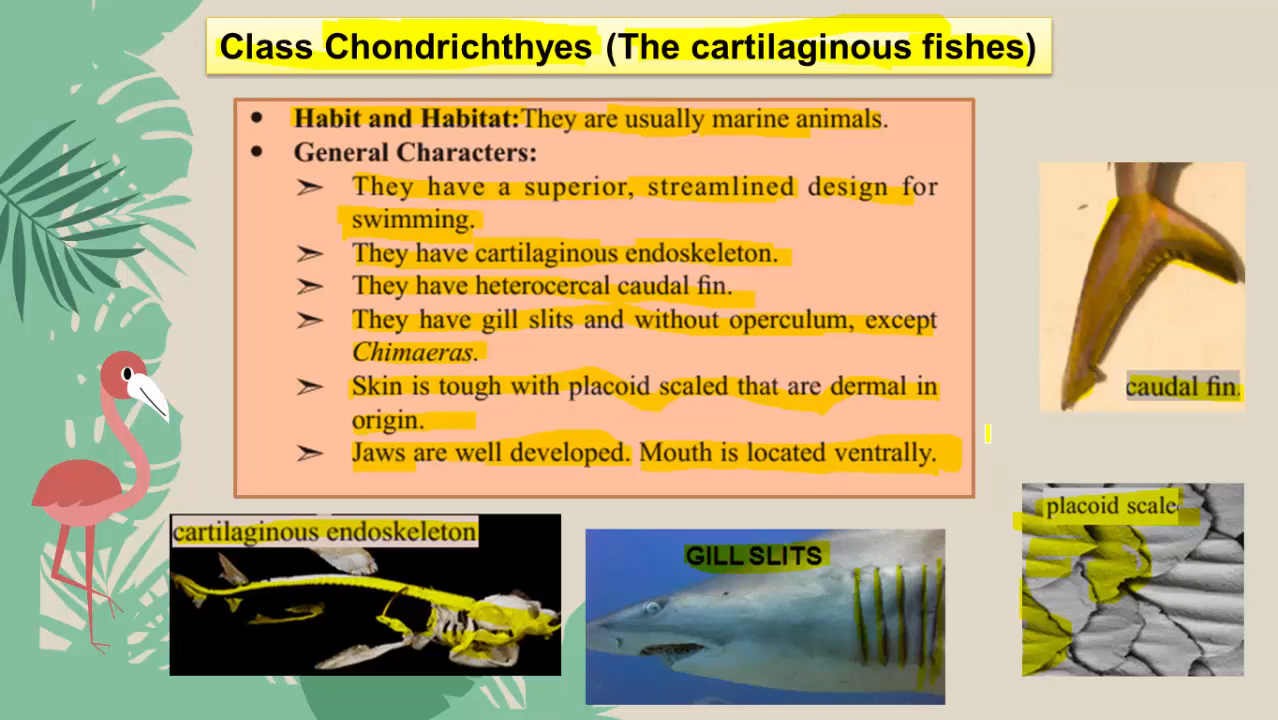 Class Chondrichthyes (The cartilaginous fishes)
• Habit and Habitat:They are usually marine animals.
• General Characters:
➢ They have a superior, streamlined design for
swimming.
➢ They have cartilaginous endoskeleton.
➢ They have heterocercal caudal fin.
➢ They have gill slits and without operculum, except
Chimaeras.
➢ Skin is tough with placoid scaled that are dermal in
origin.
➢ Jaws are well developed. Mouth is located ventrally.
caudal fin.
placoid scale
cartilaginous endoskeleton
GILL SLITS